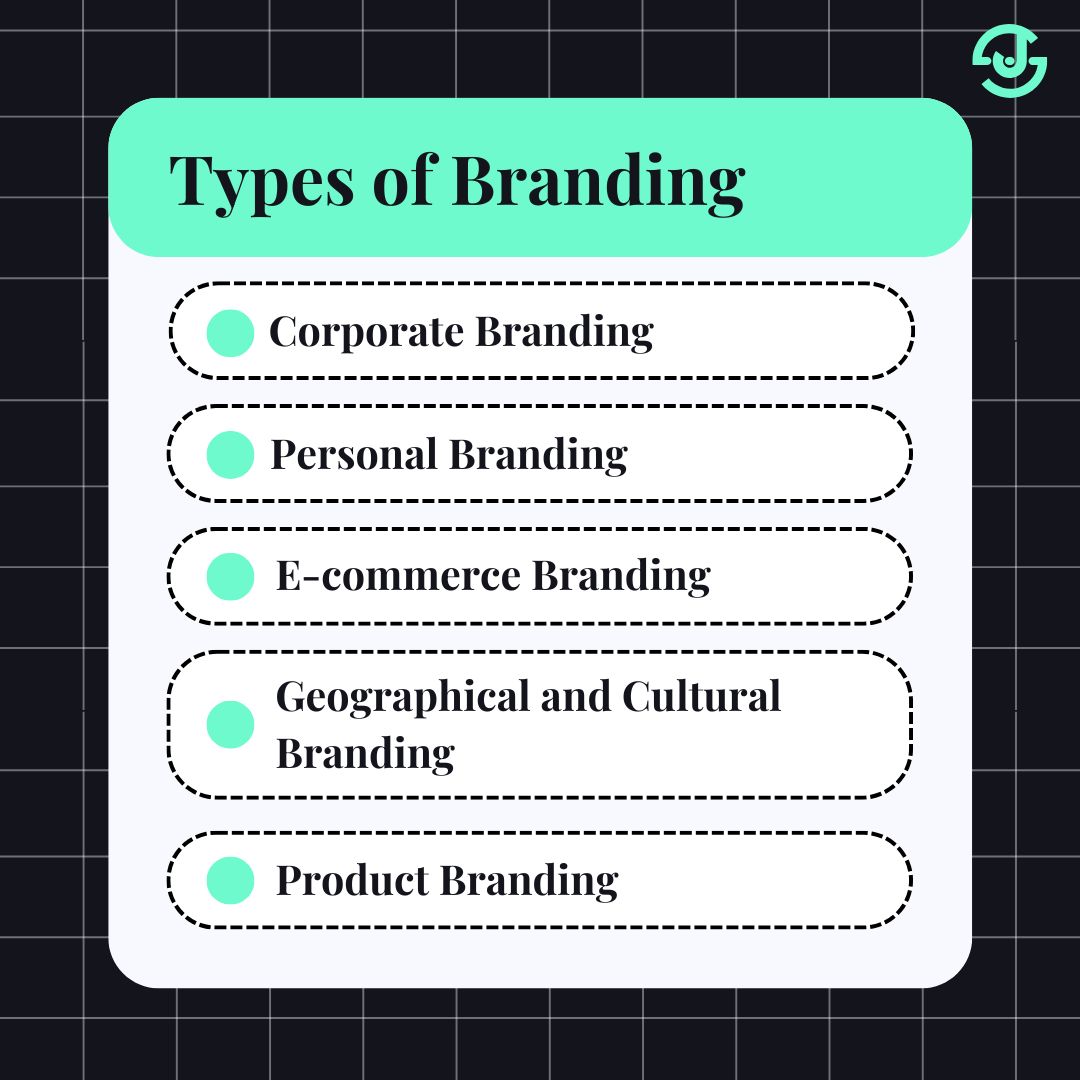 Types of Branding
Corporate Branding
Personal Branding
E-commerce Branding
Geographical and Cultural
Branding
Product Branding